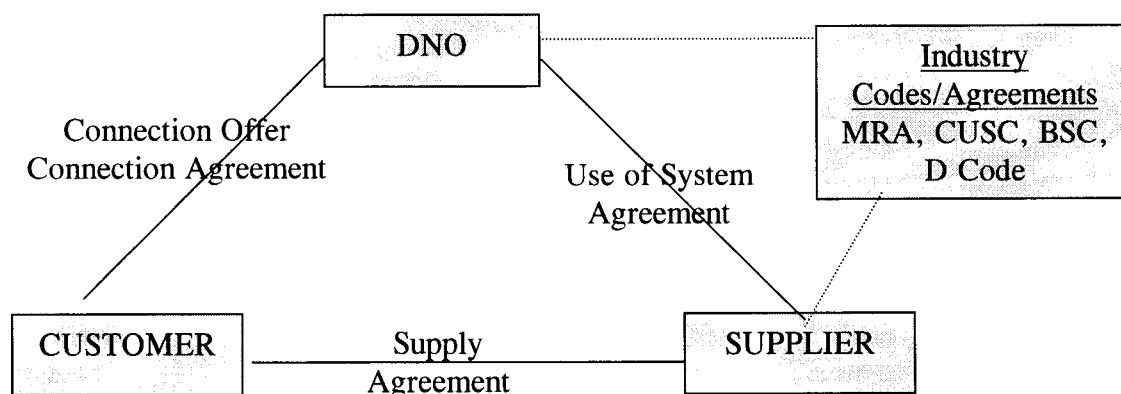 DNO
Industry
Codes/Agreements
MRA, CUSC, BSC,
D Code
Connection Offer
Connection Agreement
Use of System
Agreement
CUSTOMER
Supply
Agreement
SUPPLIER